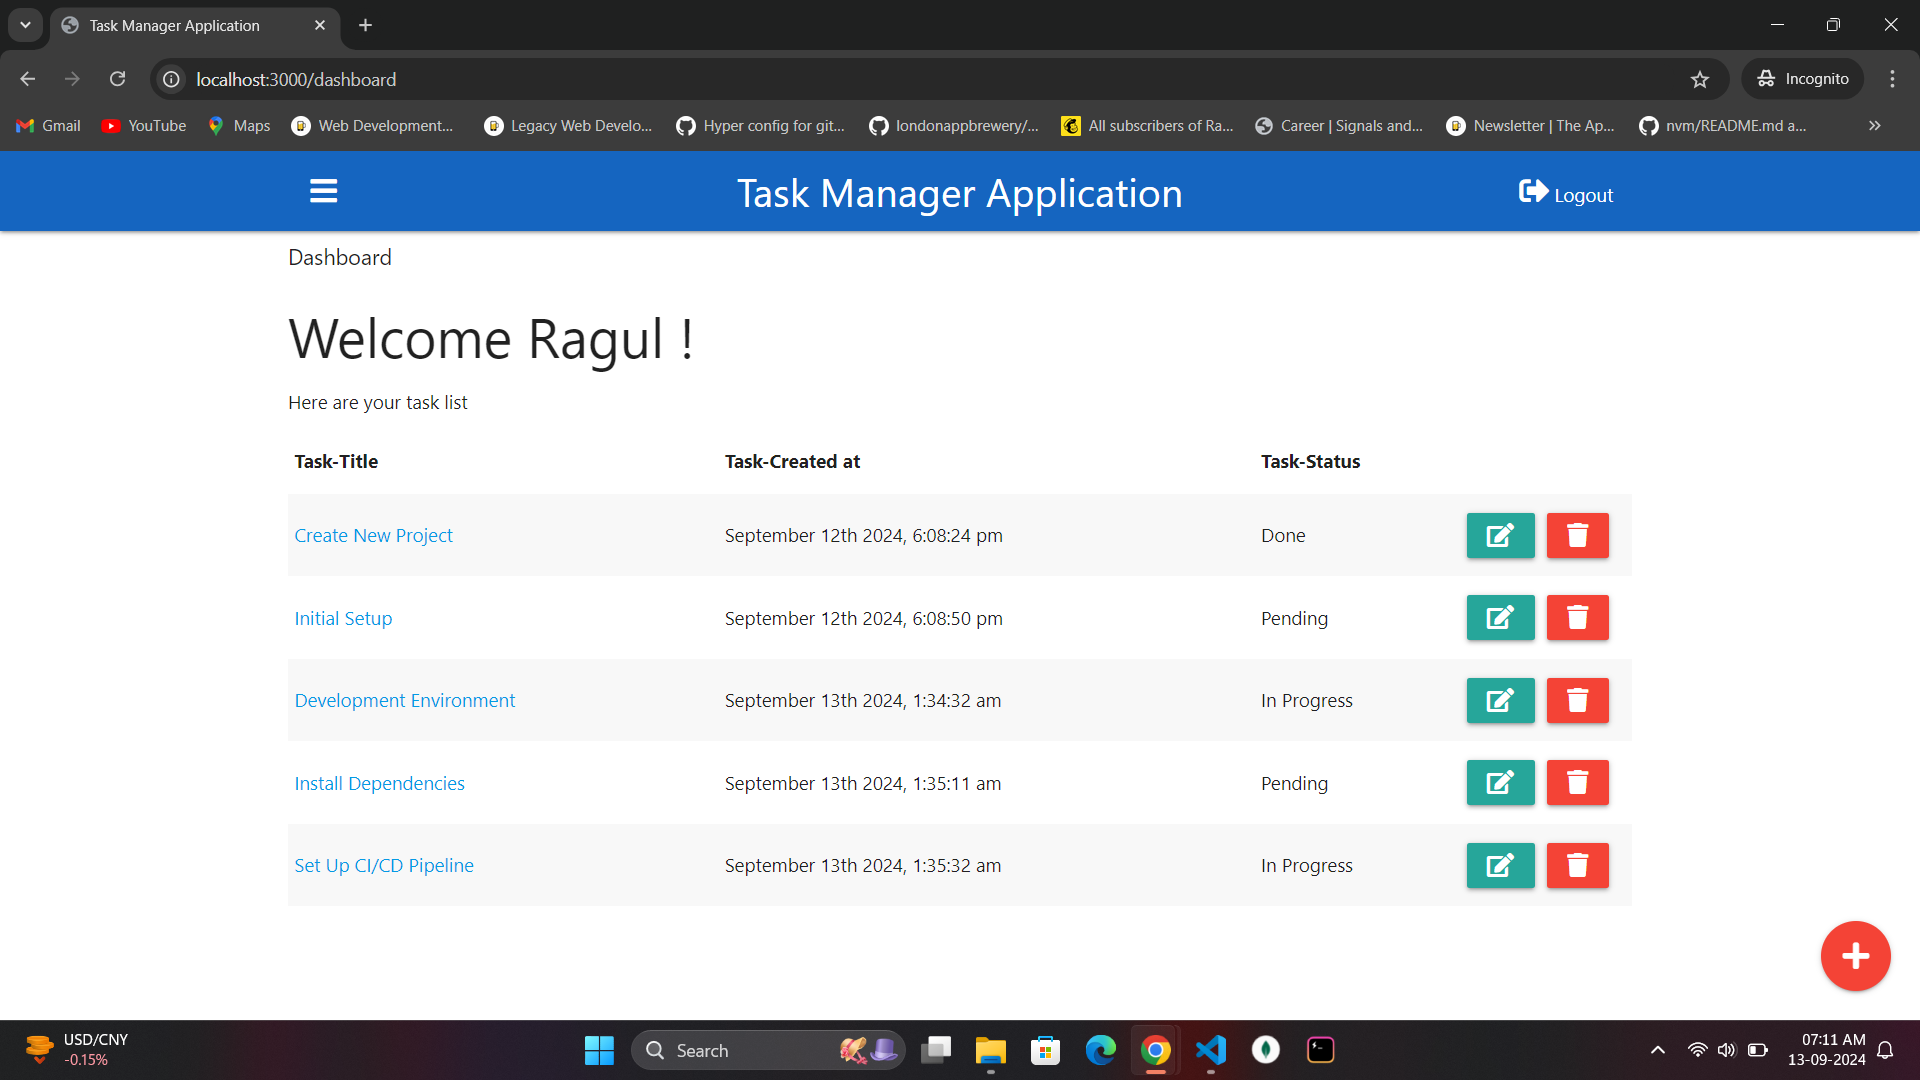 Task Manager Application
localhost:3000/dashboard
Incognito
Gmail YouTube Maps Web Development... Legacy Web Develo... Hyper config for git... londonappbrewery/... All subscribers of Ra... Career | Signals and... Newsletter | The Ap... nvm/README.md a...
Task Manager Application
Logout
Dashboard
Welcome Ragul !
Here are your task list
Task-Title Task-Created at Task-Status
Create New Project September 12th 2024, 6:08:24 pm Done
Initial Setup September 12th 2024, 6:08:50 pm Pending
Development Environment September 13th 2024, 1:34:32 am In Progress
Install Dependencies September 13th 2024, 1:35:11 am Pending
Set Up CI/CD Pipeline September 13th 2024, 1:35:32 am In Progress
USD/CNY
-0.15%
Search
07:11 AM
13-09-2024